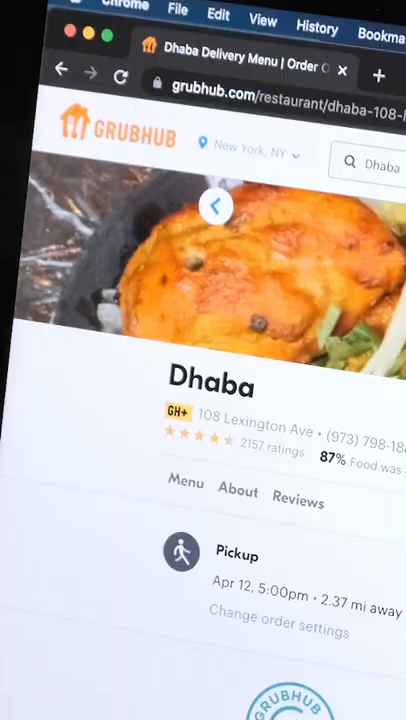 Chrome File Edit View History
Dhaba Delivery Menu | Order
grubhub.com/restaurant/dhaba-108-
GRUBHUB New York, NY Dhaba
Dhaba
GH+ 108 Lexington Ave • (973) 798-18
2157 ratings 87% Food was
Menu About Reviews
Pickup
Apr 12, 5:00pm • 2.37 mi away
Change order settings
GRUBHUB